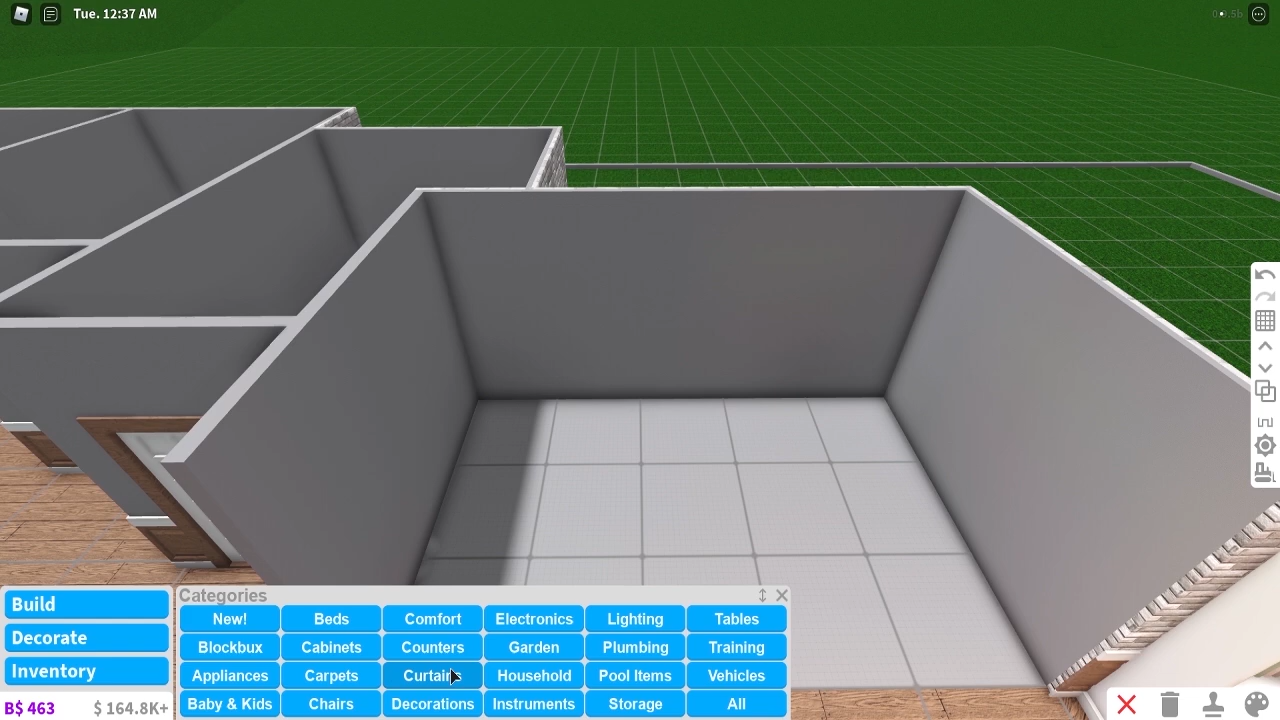 Tue. 12:37 AM
Categories
Build
Decorate
Inventory
B$ 463 $ 164.8K+
New! Beds Comfort Electronics Lighting Tables
Blockbux Cabinets Counters Garden Plumbing Training
Appliances Carpets Curtains Household Pool Items Vehicles
Baby & Kids Chairs Decorations Instruments Storage All